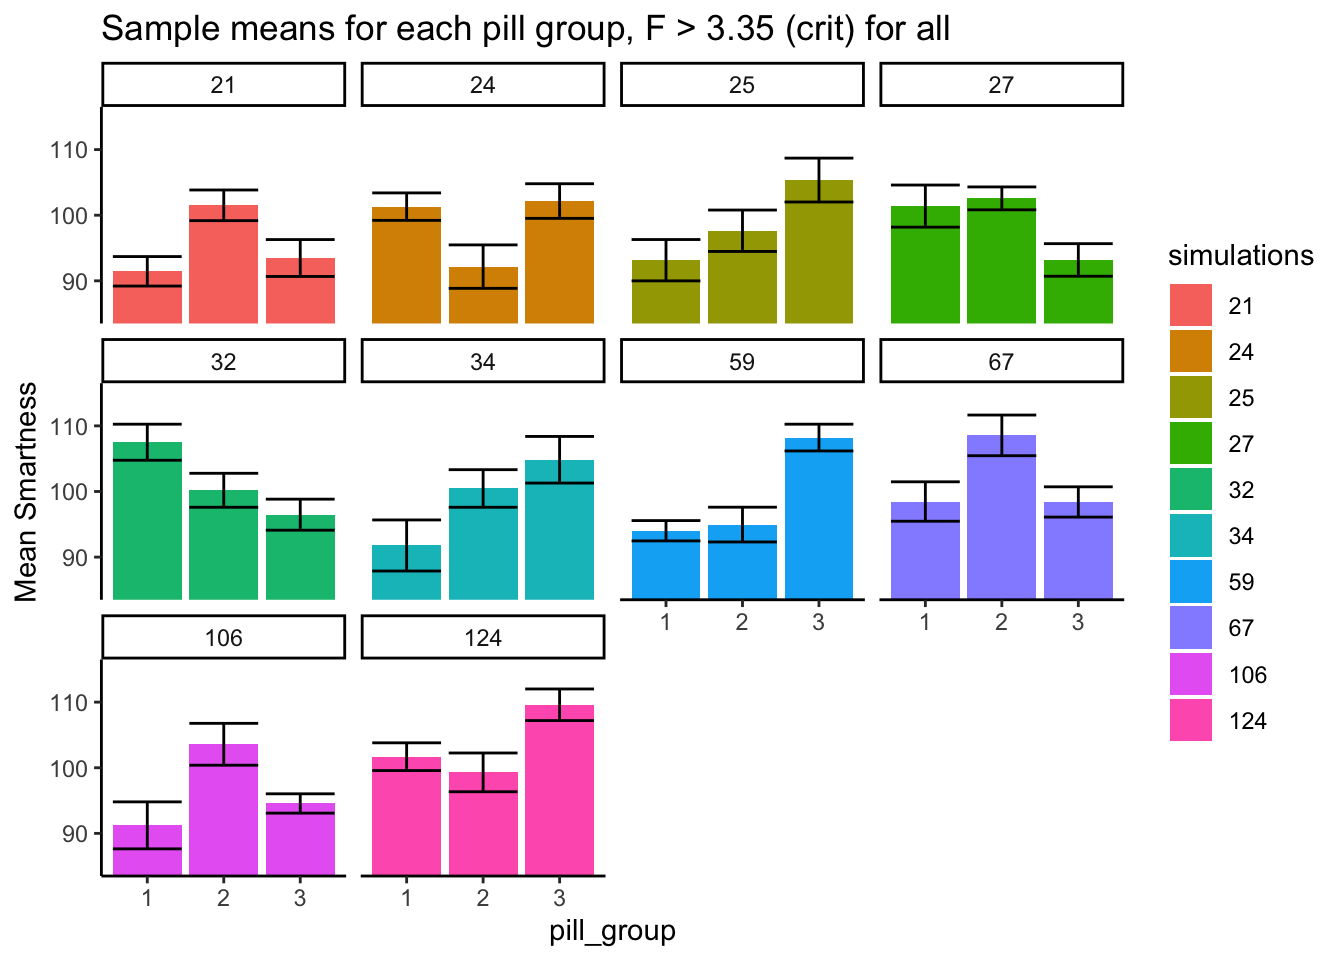 Sample means for each pill group, F > 3.35 (crit) for all
21 24 25 27
110
100
90
32 34 59 67
110
100
90
1 2 3 1 2 3
106 124
110
100
90
1 2 3 1 2 3
pill_group
Mean Smartness
simulations
21
24
25
27
32
34
59
67
106
124